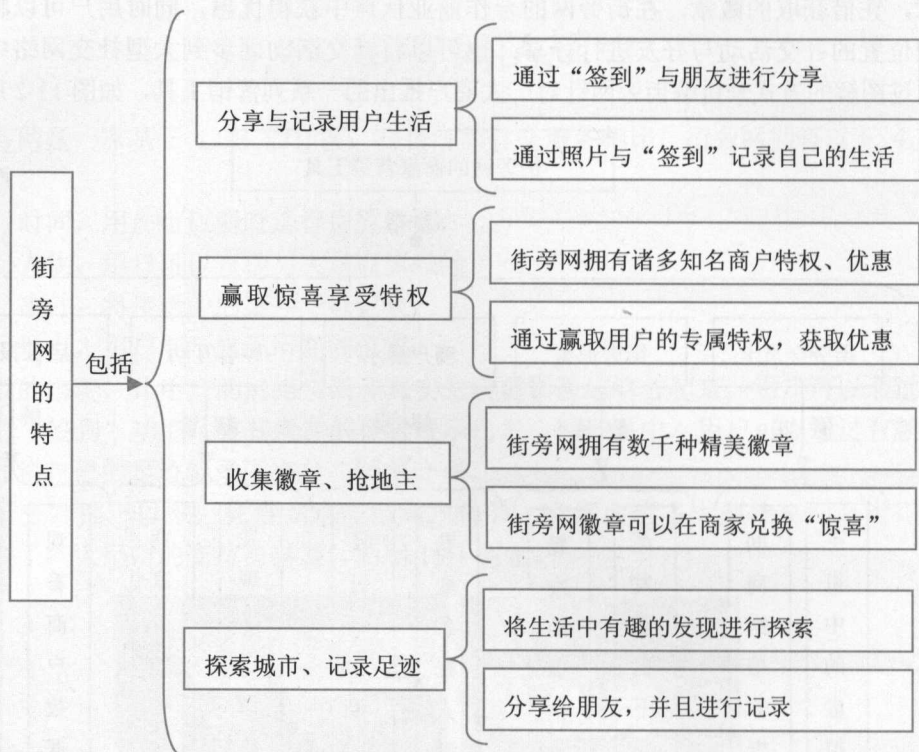 街旁网的特点
包括
分享与记录用户生活
通过“签到”与朋友进行分享
通过照片与“签到”记录自己的生活
赢取惊喜享受特权
街旁网拥有诸多知名商户特权、优惠
通过赢取用户的专属特权，获取优惠
收集徽章、抢地主
街旁网拥有数千种精美徽章
街旁网徽章可以在商家兑换“惊喜”
探索城市、记录足迹
将生活中有趣的发现进行探索
分享给朋友，并且进行记录